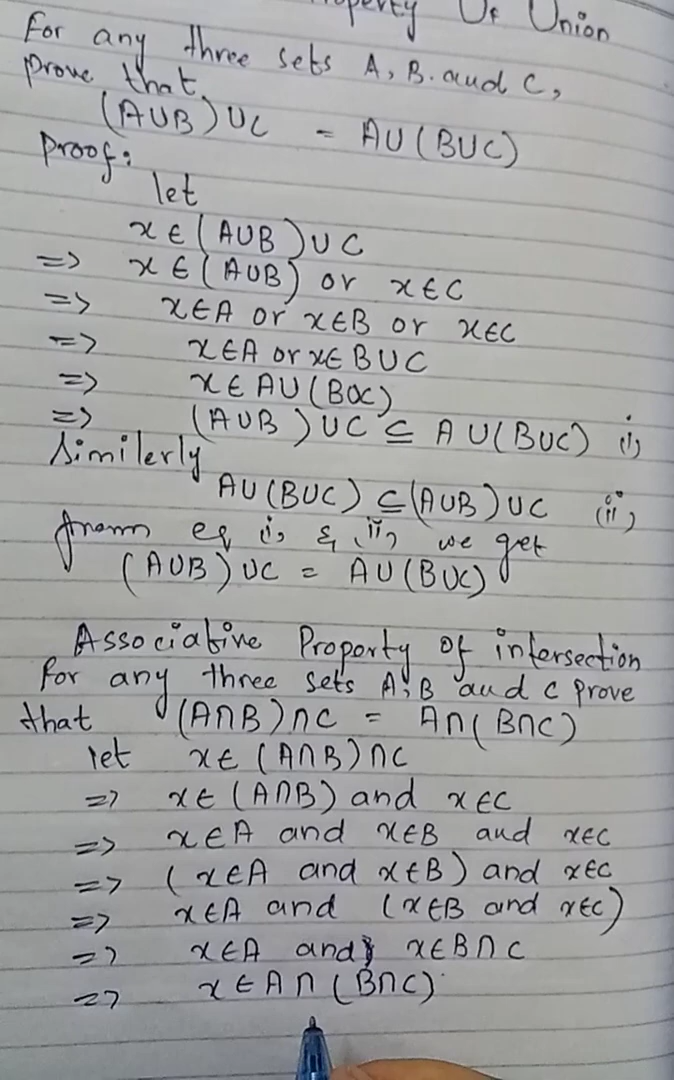 Property Of Union
For any three sets A, B. and C,
prove that
(A∪B)∪C = A∪(B∪C)
Proof:
let
x ∈ (A∪B)∪C
=> x ∈ (A∪B) or x∈C
=> x∈A or x∈B or x∈C
=> x∈A or x∈ B∪C
=> x∈ A∪(B∪C)
=> (A∪B)∪C ⊆ A∪(B∪C) i,
Similerly
A∪(B∪C) ⊆ (A∪B)∪C (ii,
from eq i, & ii, we get
(A∪B)∪C = A∪(B∪C)
Associative Property of intersection
for any three sets A, B and C prove
that (A∩B)∩C = A∩(B∩C)
let x∈ (A∩B)∩C
=> x∈ (A∩B) and x∈C
=> x∈A and x∈B and x∈C
=> (x∈A and x∈B) and x∈C
=> x∈A and (x∈B and x∈C)
=> x∈A and x∈B∩C
=> x∈A∩(B∩C)